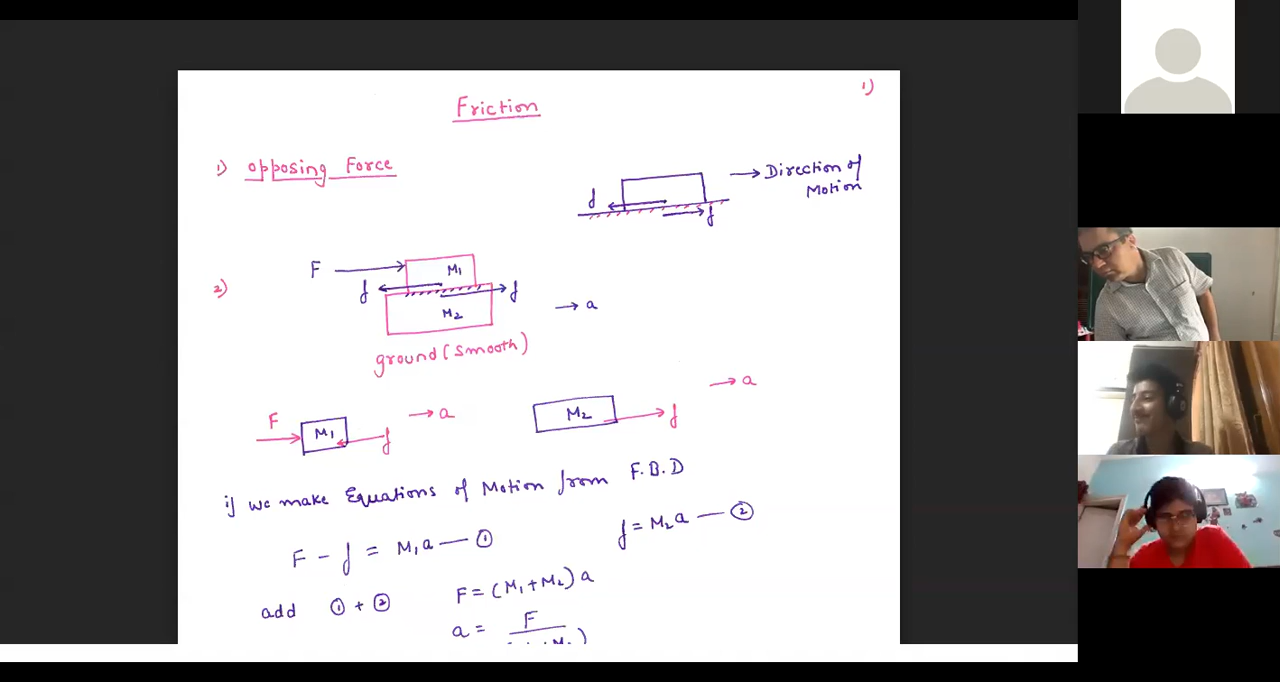 1)
Friction
1) opposing Force
→ Direction of
Motion
f
f
2)
F
M₁
f
f
M₂
→ a
ground (smooth)
→ a
F
M₁
f
→ a
M₂
f
if we make Equations of Motion from F.B.D
F - f = M₁a — ①
f = M₂a — ②
add ① + ②
F = (M₁ + M₂) a
a = F